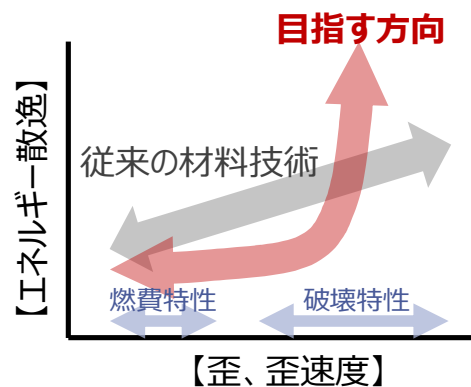 目指す方向
【エネルギー散逸】
従来の材料技術
燃費特性
破壊特性
【歪、歪速度】